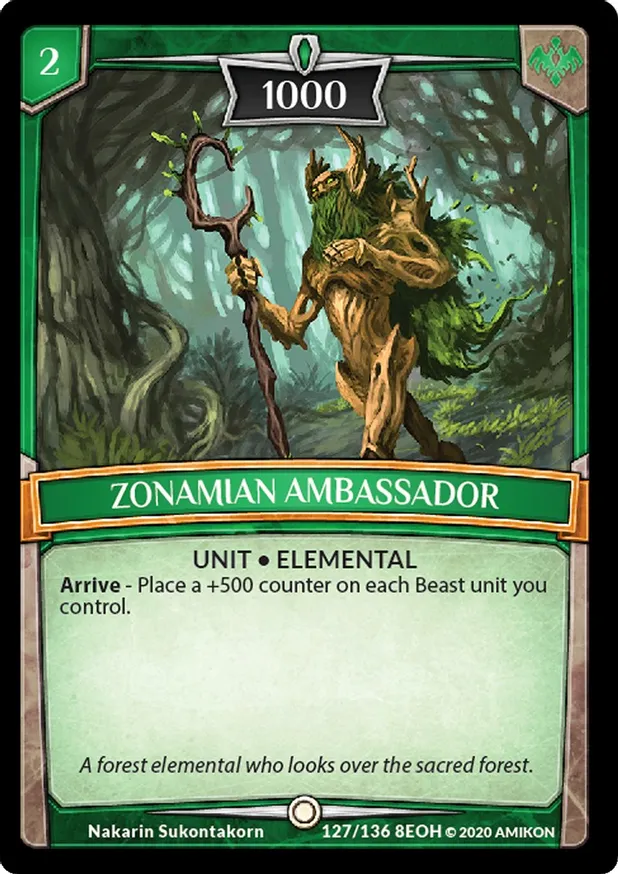 2
1000
ZONAMIAN AMBASSADOR
UNIT • ELEMENTAL
Arrive - Place a +500 counter on each Beast unit you
control.
A forest elemental who looks over the sacred forest.
Nakarin Sukontakorn 127/136 8EOH © 2020 AMIKON